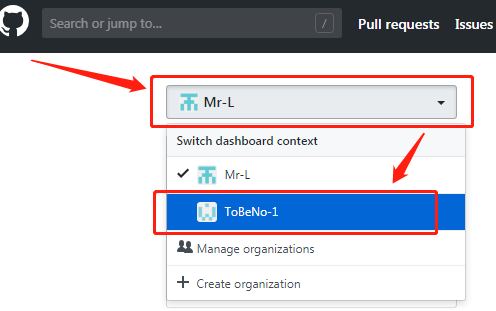 Search or jump to...
/
Pull requests
Issues
Mr-L
Switch dashboard context
Mr-L
ToBeNo-1
Manage organizations
Create organization